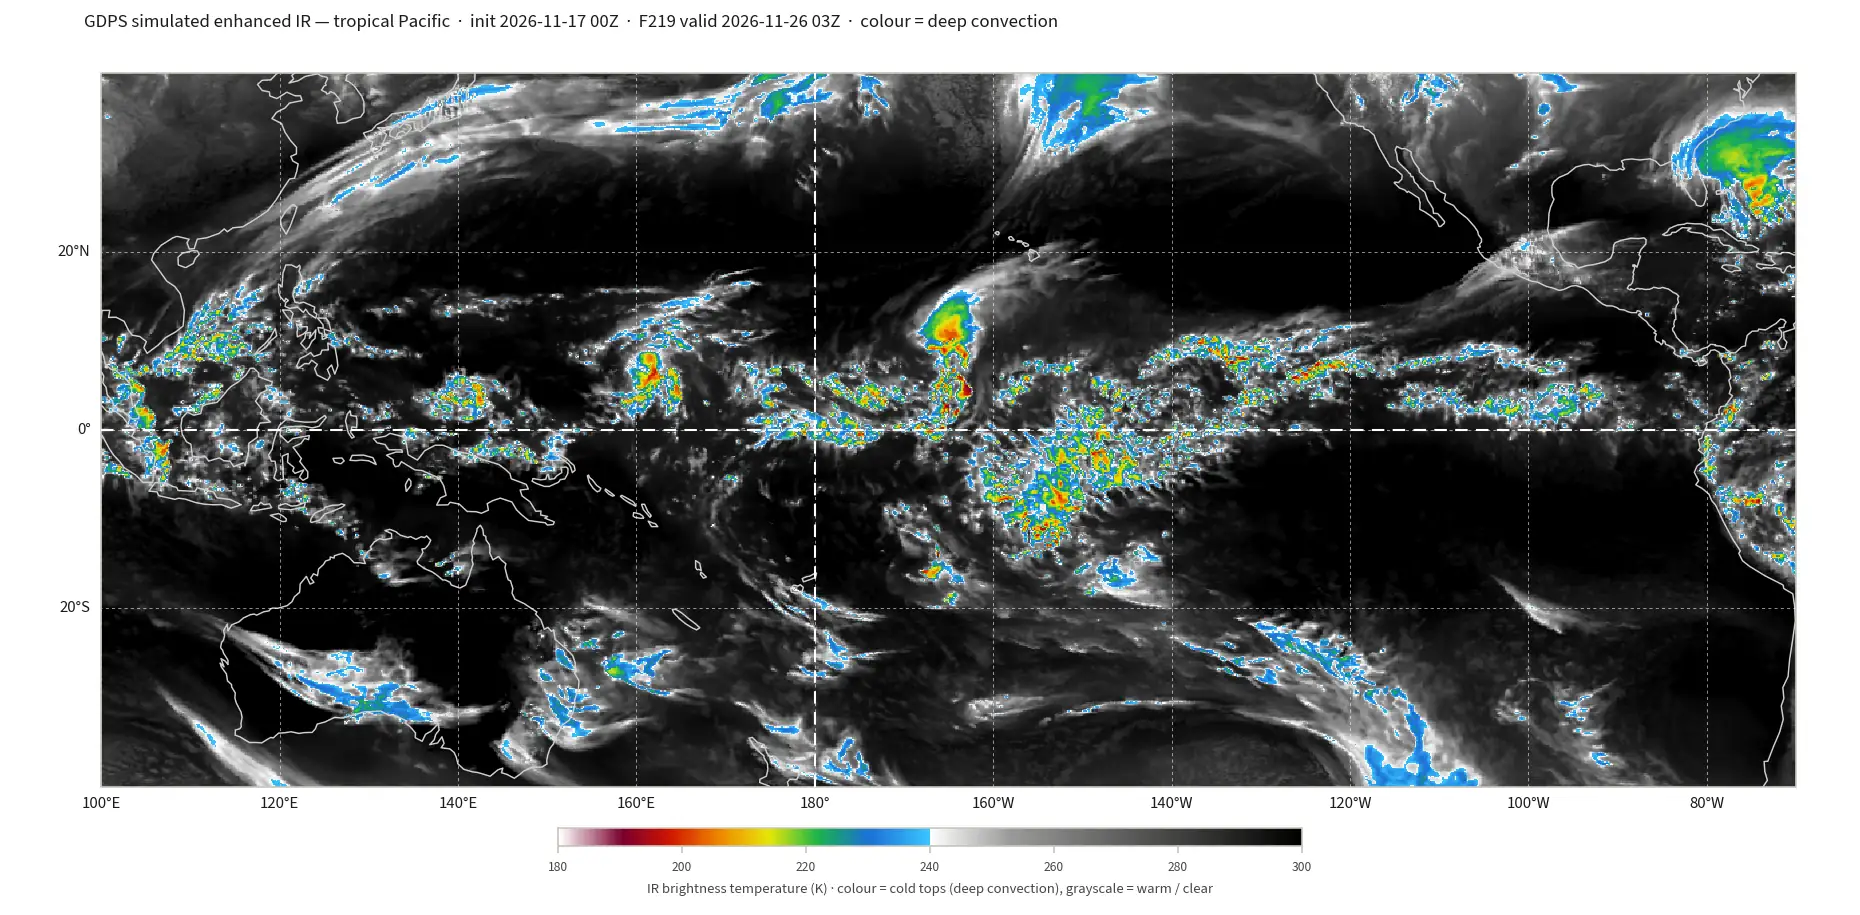 GDPS simulated enhanced IR — tropical Pacific · init 2026-11-17 00Z · F219 valid 2026-11-26 03Z · colour = deep convection
20°N
0°
20°S
100°E 120°E 140°E 160°E 180° 160°W 140°W 120°W 100°W 80°W
180 200 220 240 260 280 300
IR brightness temperature (K) · colour = cold tops (deep convection), grayscale = warm / clear